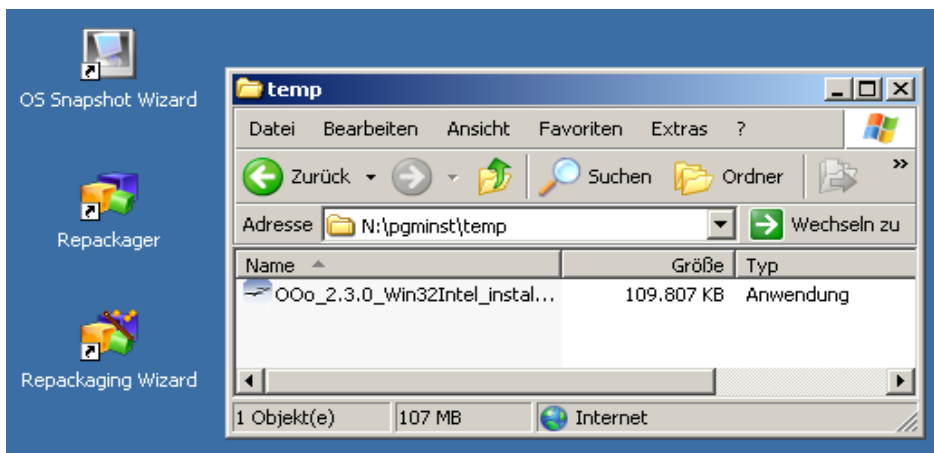 OS Snapshot Wizard
Repackager
Repackaging Wizard
temp
Datei Bearbeiten Ansicht Favoriten Extras ?
Zurück Suchen Ordner »
Adresse N:\pgminst\temp Wechseln zu
Name Größe Typ
OOo_2.3.0_Win32Intel_instal... 109.807 KB Anwendung
1 Objekt(e) 107 MB Internet